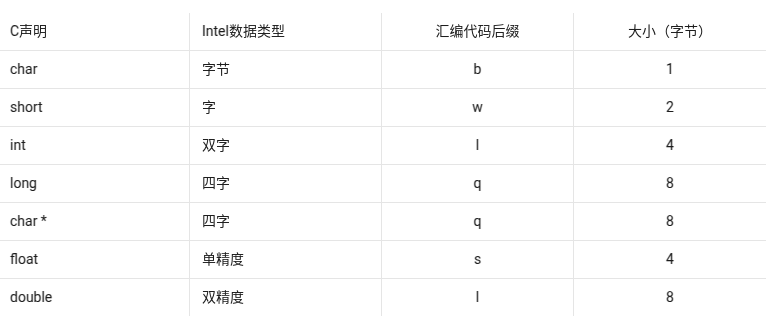 C声明 Intel数据类型 汇编代码后缀 大小（字节）
char 字节 b 1
short 字 w 2
int 双字 l 4
long 四字 q 8
char * 四字 q 8
float 单精度 s 4
double 双精度 l 8